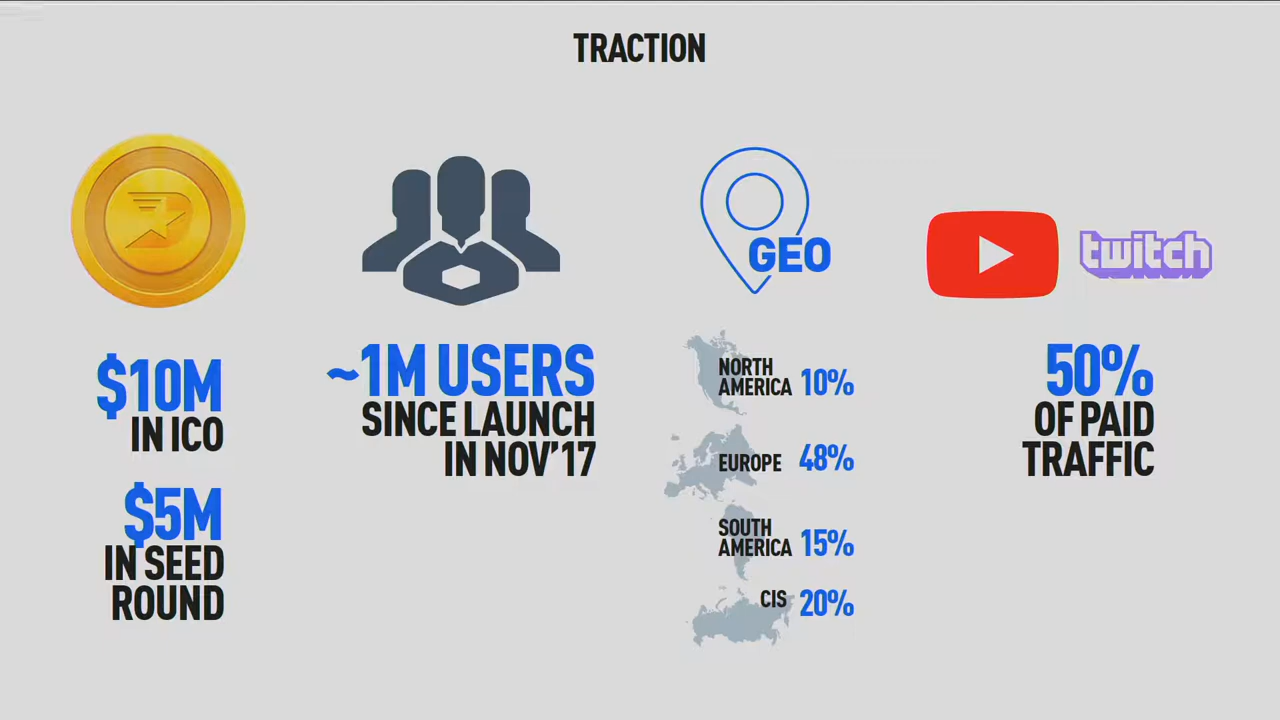 TRACTION
$10M
IN ICO
$5M
IN SEED
ROUND
~1M USERS
SINCE LAUNCH
IN NOV'17
GEO
NORTH
AMERICA 10%
EUROPE 48%
SOUTH
AMERICA 15%
CIS 20%
twitch
50%
OF PAID
TRAFFIC